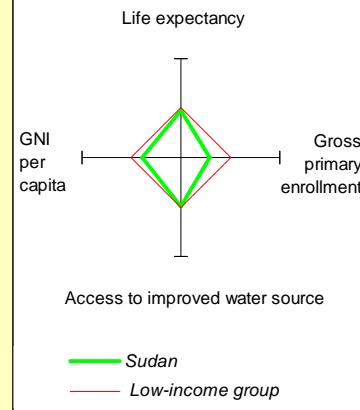 Life expectancy
GNI
per
capita
Gross
primary
enrollment
Access to improved water source
Sudan
Low-income group